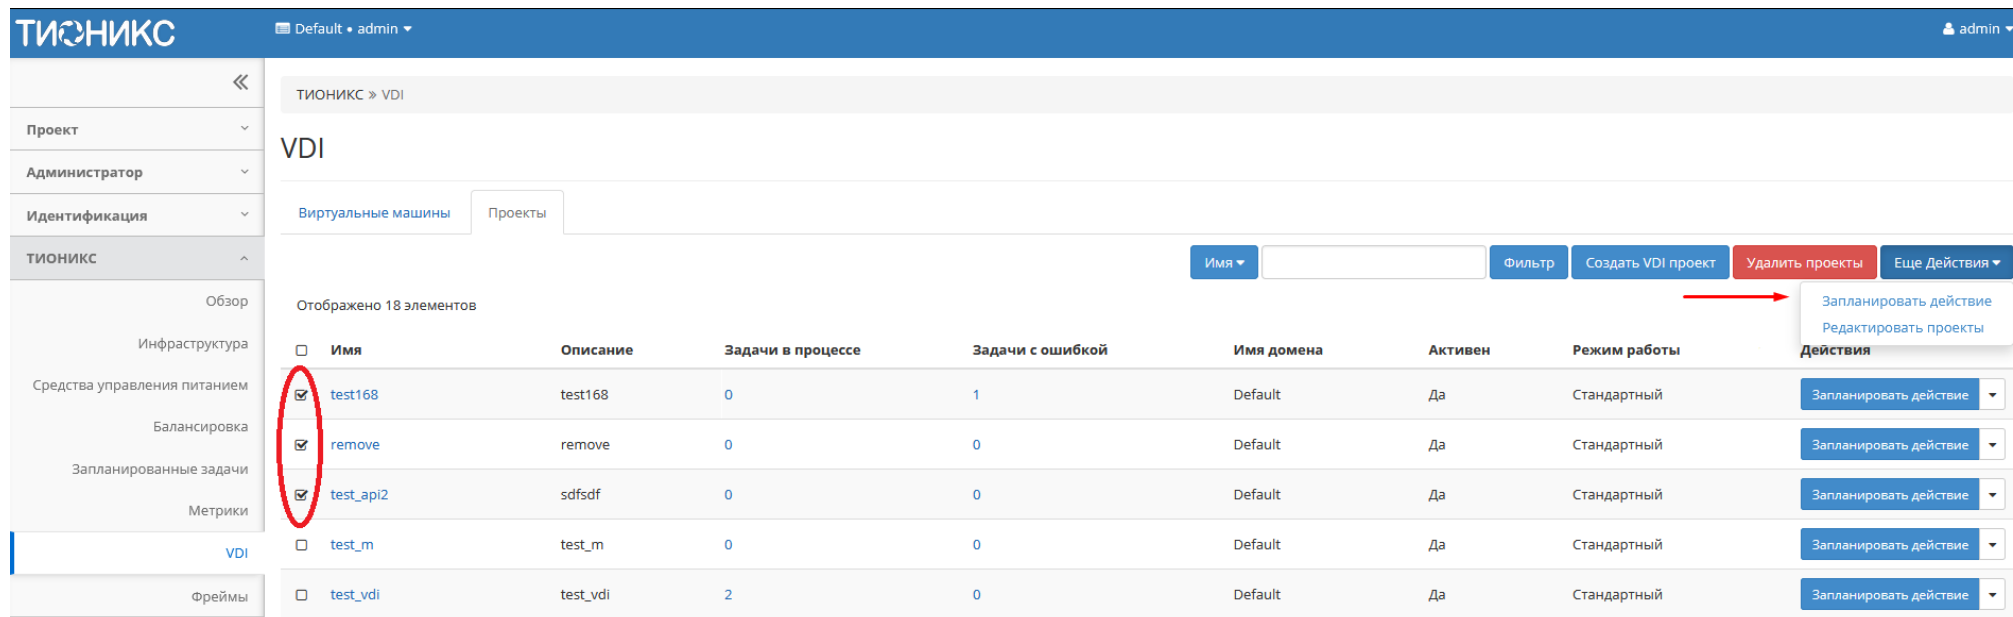 ТИОНИКС
Default • admin
admin
ТИОНИКС » VDI
Проект
Администратор
Идентификация
ТИОНИКС
Обзор
Инфраструктура
Средства управления питанием
Балансировка
Запланированные задачи
Метрики
VDI
Фреймы
VDI
Виртуальные машины Проекты
Имя Фильтр Создать VDI проект Удалить проекты Еще Действия
Запланировать действие
Редактировать проекты
Отображено 18 элементов
Имя Описание Задачи в процессе Задачи с ошибкой Имя домена Активен Режим работы Действия
test168 test168 0 1 Default Да Стандартный Запланировать действие
remove remove 0 0 Default Да Стандартный Запланировать действие
test_api2 sdfsdf 0 0 Default Да Стандартный Запланировать действие
test_m test_m 0 0 Default Да Стандартный Запланировать действие
test_vdi test_vdi 2 0 Default Да Стандартный Запланировать действие